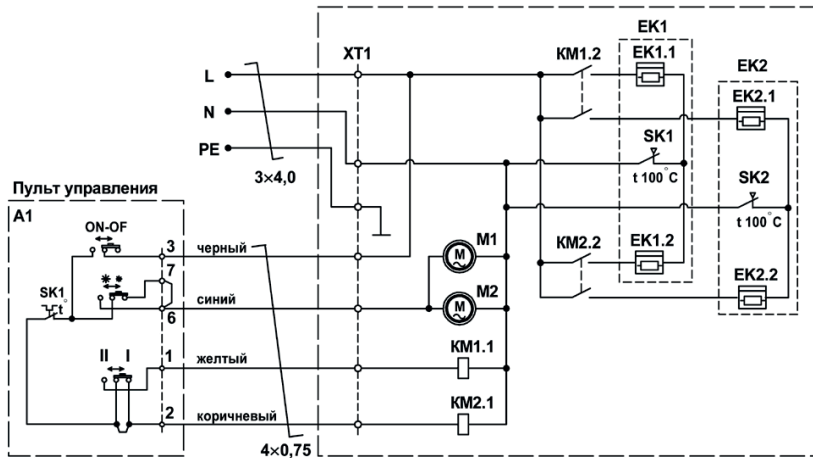 EK1
XT1
KM1.2
EK1.1
EK2
L
EK2.1
N
SK1
PE
t 100°C
3×4,0
SK2
Пульт управления
A1
t 100°C
ON-OF
M1
KM2.2
EK1.2
3
черный
M
7
EK2.2
SK1
t°
синий
M2
6
M
KM1.1
II I
1
желтый
KM2.1
2
коричневый
4×0,75